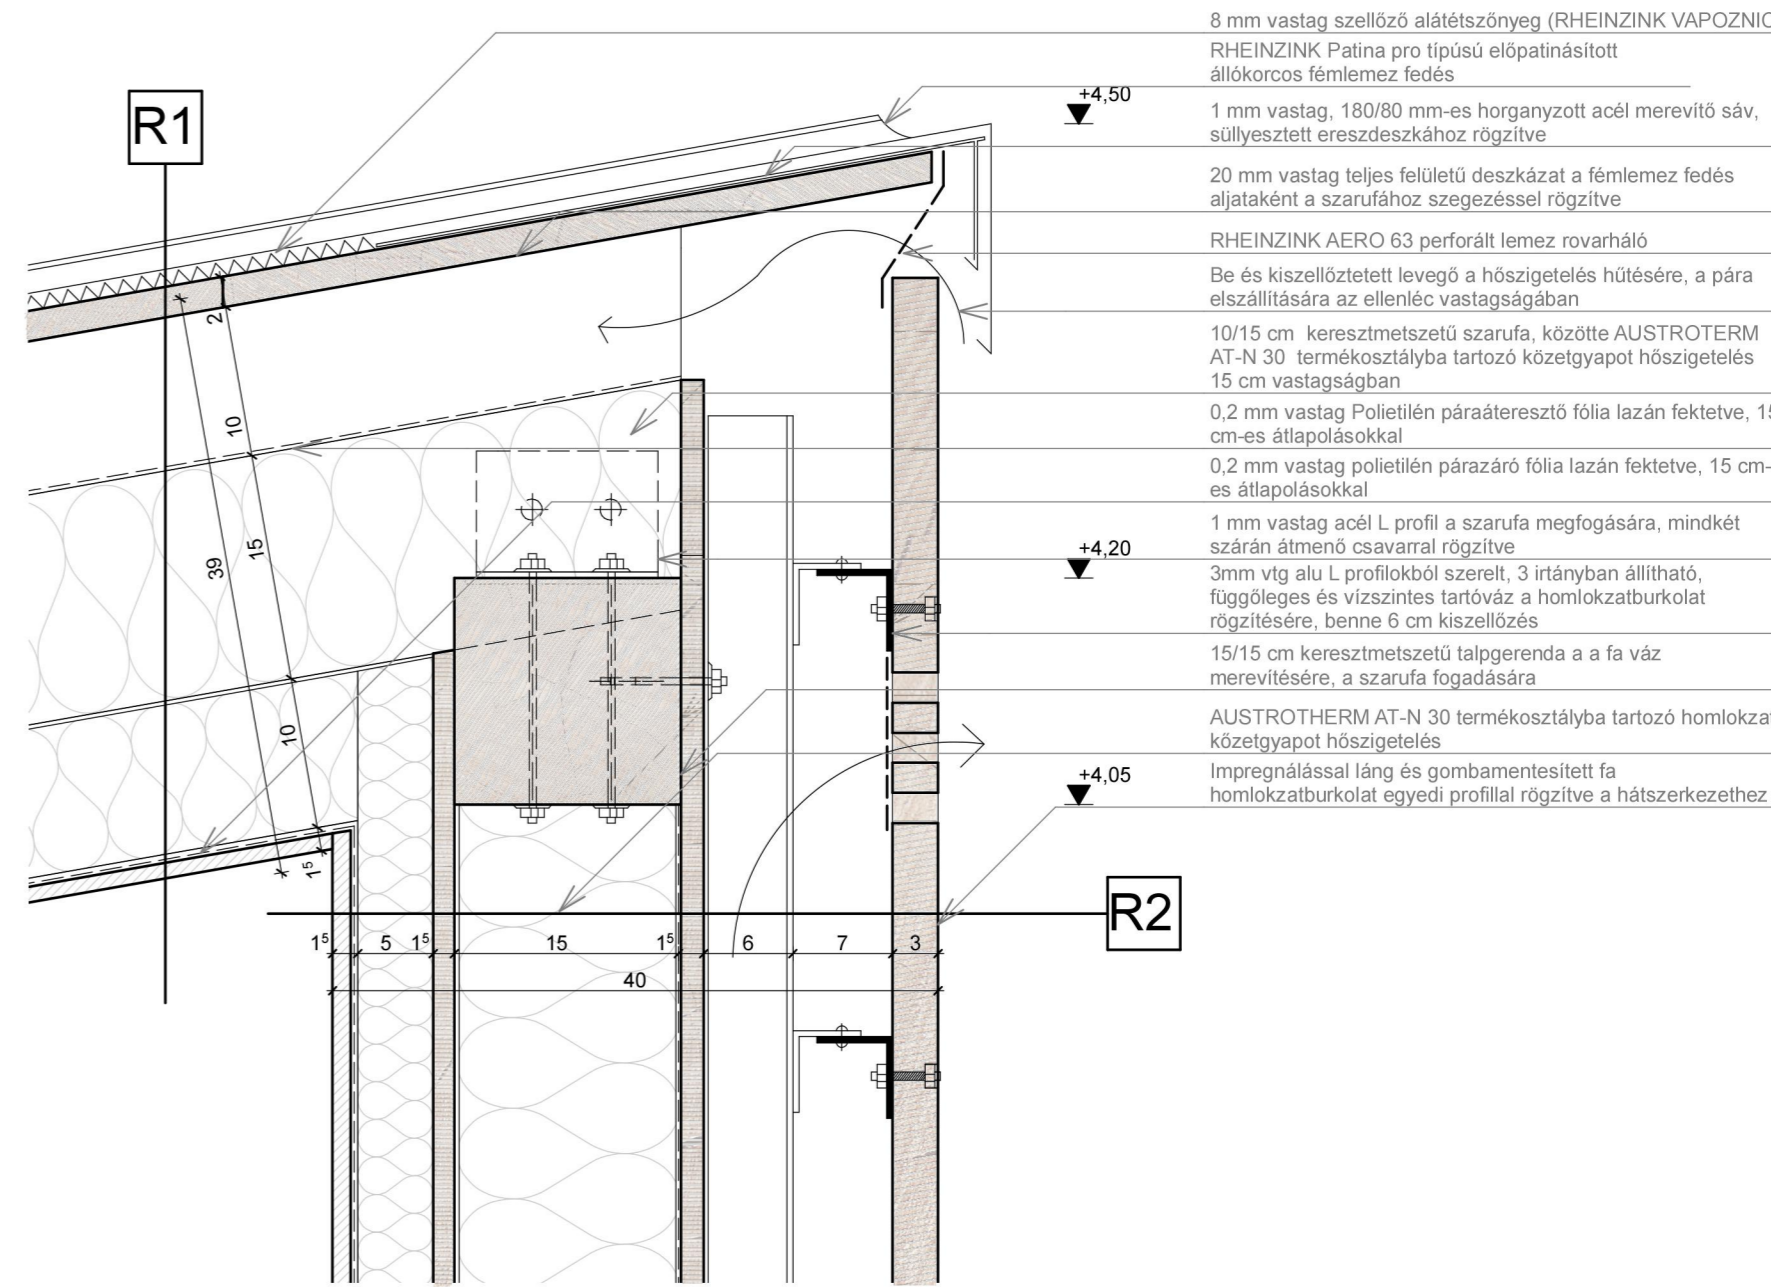 8 mm vastag szellőző alátétszőnyeg (RHEINZINK VAPOZNIC
RHEINZINK Patina pro típúsú előpatinásított
állókorcos fémlemez fedés
1 mm vastag, 180/80 mm-es horganyzott acél merevítő sáv,
süllyesztett ereszdeszkához rögzítve
20 mm vastag teljes felületű deszkázat a fémlemez fedés
aljataként a szarufához szegezéssel rögzítve
RHEINZINK AERO 63 perforált lemez rovarháló
Be és kiszellőztetett levegő a hőszigetelés hűtésére, a pára
elszállítására az ellenléc vastagságában
10/15 cm keresztmetszetű szarufa, közötte AUSTROTERM
AT-N 30 termékosztályba tartozó közetgyapot hőszigetelés
15 cm vastagságban
0,2 mm vastag Polietilén páraáteresztő fólia lazán fektetve, 15
cm-es átlapolásokkal
0,2 mm vastag polietilén párazáró fólia lazán fektetve, 15 cm-
es átlapolásokkal
1 mm vastag acél L profil a szarufa megfogására, mindkét
szárán átmenő csavarral rögzítve
3mm vtg alu L profilokból szerelt, 3 irtányban állítható,
függőleges és vízszintes tartóváz a homlokzatburkolat
rögzítésére, benne 6 cm kiszellőzés
15/15 cm keresztmetszetű talpgerenda a a fa váz
merevítésére, a szarufa fogadására
AUSTROTHERM AT-N 30 termékosztályba tartozó homlokzat
kőzetgyapot hőszigetelés
Impregnálással láng és gombamentesített fa
homlokzatburkolat egyedi profillal rögzítve a hátszerkezethez
R1
+4,50
+4,20
+4,05
2
10
15
39
10
1⁵
R2
1⁵ 5 1⁵ 15 1⁵ 6 7 3
40